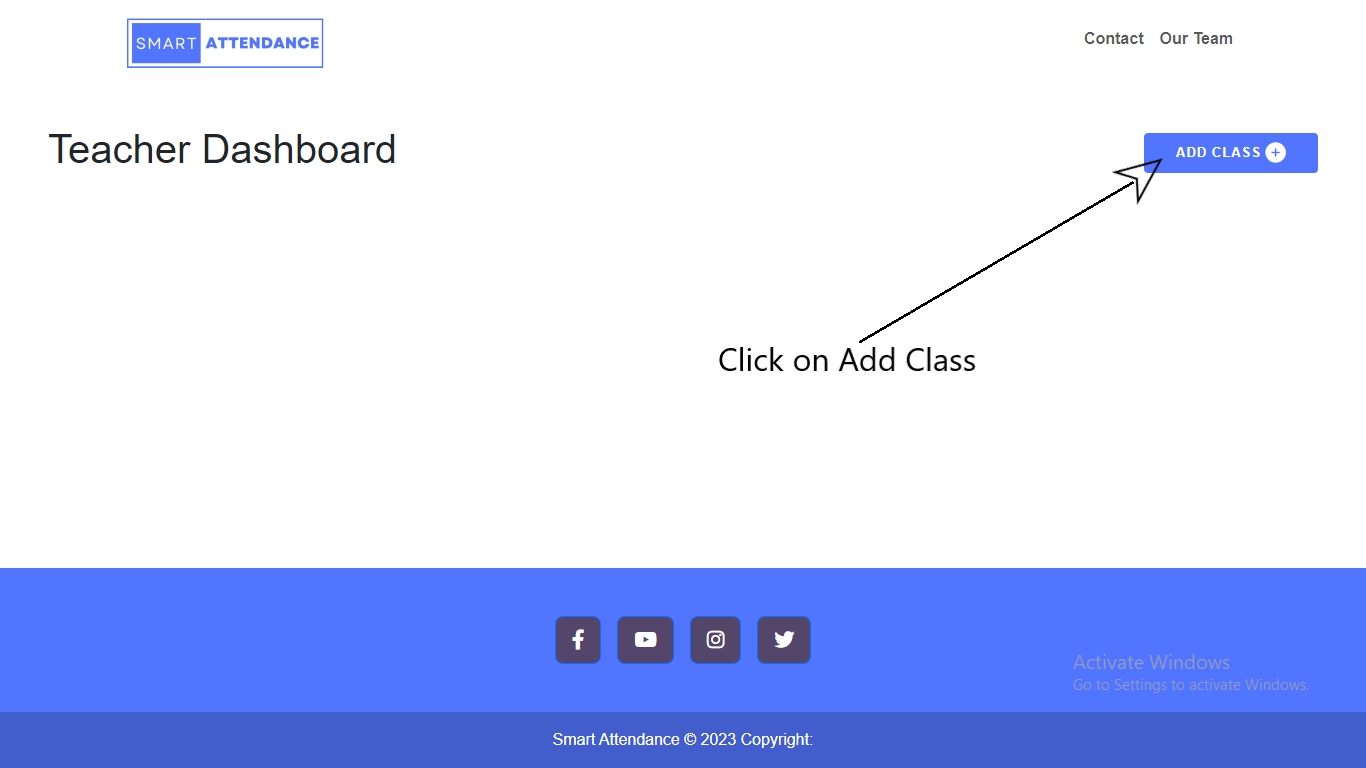 SMART ATTENDANCE
Contact Our Team
Teacher Dashboard
ADD CLASS
Click on Add Class
Activate Windows
Go to Settings to activate Windows.
Smart Attendance © 2023 Copyright: